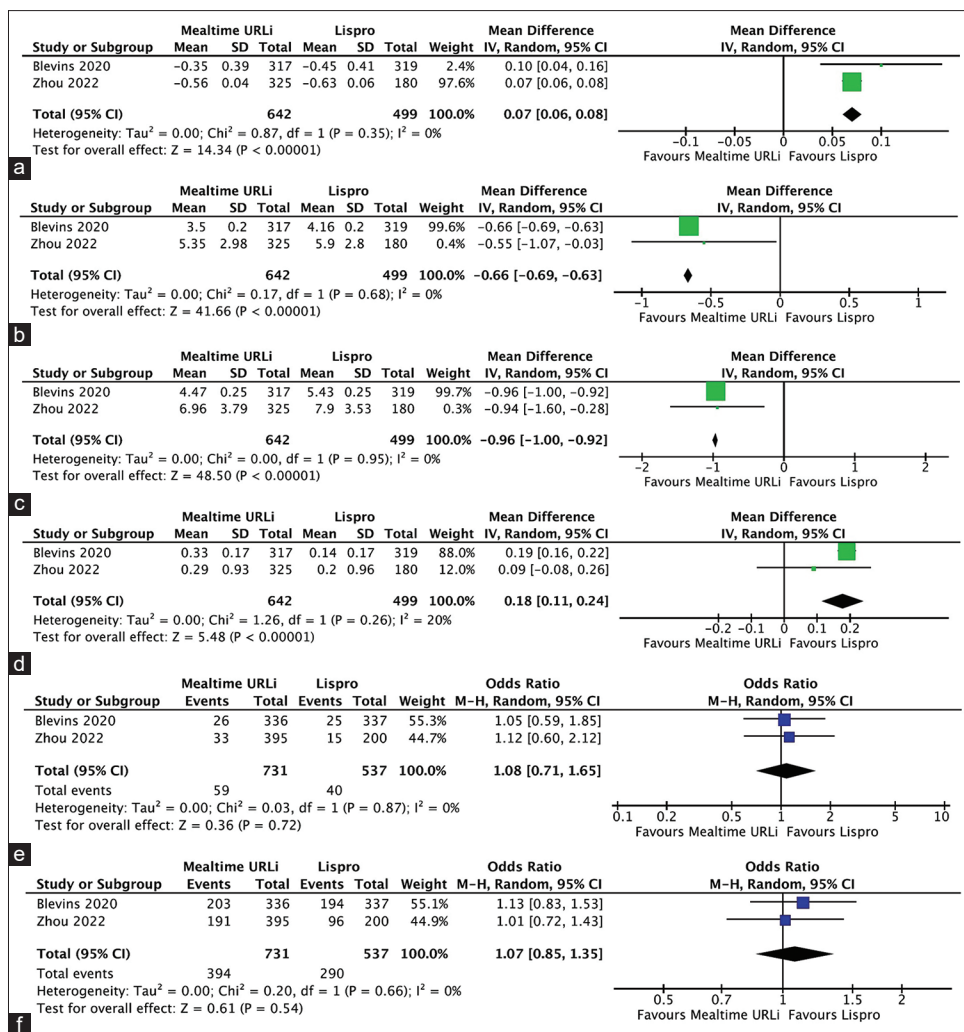 Mealtime URLi Lispro Mean Difference Mean Difference
Study or Subgroup Mean SD Total Mean SD Total Weight IV, Random, 95% CI IV, Random, 95% CI
Blevins 2020 −0.35 0.39 317 −0.45 0.41 319 2.4% 0.10 [0.04, 0.16]
Zhou 2022 −0.56 0.04 325 −0.63 0.06 180 97.6% 0.07 [0.06, 0.08]
Total (95% CI) 642 499 100.0% 0.07 [0.06, 0.08]
Heterogeneity: Tau² = 0.00; Chi² = 0.87, df = 1 (P = 0.35); I² = 0%
Test for overall effect: Z = 14.34 (P < 0.00001)
−0.1 −0.05 0 0.05 0.1
Favours Mealtime URLi Favours Lispro
a
Mealtime URLi Lispro Mean Difference Mean Difference
Study or Subgroup Mean SD Total Mean SD Total Weight IV, Random, 95% CI IV, Random, 95% CI
Blevins 2020 3.5 0.2 317 4.16 0.2 319 99.6% −0.66 [−0.69, −0.63]
Zhou 2022 5.35 2.98 325 5.9 2.8 180 0.4% −0.55 [−1.07, −0.03]
Total (95% CI) 642 499 100.0% −0.66 [−0.69, −0.63]
Heterogeneity: Tau² = 0.00; Chi² = 0.17, df = 1 (P = 0.68); I² = 0%
Test for overall effect: Z = 41.66 (P < 0.00001)
−1 −0.5 0 0.5 1
Favours Mealtime URLi Favours Lispro
b
Mealtime URLi Lispro Mean Difference Mean Difference
Study or Subgroup Mean SD Total Mean SD Total Weight IV, Random, 95% CI IV, Random, 95% CI
Blevins 2020 4.47 0.25 317 5.43 0.25 319 99.7% −0.96 [−1.00, −0.92]
Zhou 2022 6.96 3.79 325 7.9 3.53 180 0.3% −0.94 [−1.60, −0.28]
Total (95% CI) 642 499 100.0% −0.96 [−1.00, −0.92]
Heterogeneity: Tau² = 0.00; Chi² = 0.00, df = 1 (P = 0.95); I² = 0%
Test for overall effect: Z = 48.50 (P < 0.00001)
−2 −1 0 1 2
Favours Mealtime URLi Favours Lispro
c
Mealtime URLi Lispro Mean Difference Mean Difference
Study or Subgroup Mean SD Total Mean SD Total Weight IV, Random, 95% CI IV, Random, 95% CI
Blevins 2020 0.33 0.17 317 0.14 0.17 319 88.0% 0.19 [0.16, 0.22]
Zhou 2022 0.29 0.93 325 0.2 0.96 180 12.0% 0.09 [−0.08, 0.26]
Total (95% CI) 642 499 100.0% 0.18 [0.11, 0.24]
Heterogeneity: Tau² = 0.00; Chi² = 1.26, df = 1 (P = 0.26); I² = 20%
Test for overall effect: Z = 5.48 (P < 0.00001)
−0.2 −0.1 0 0.1 0.2
Favours Mealtime URLi Favours Lispro
d
Mealtime URLi Lispro Odds Ratio Odds Ratio
Study or Subgroup Events Total Events Total Weight M-H, Random, 95% CI M-H, Random, 95% CI
Blevins 2020 26 336 25 337 55.3% 1.05 [0.59, 1.85]
Zhou 2022 33 395 15 200 44.7% 1.12 [0.60, 2.12]
Total (95% CI) 731 537 100.0% 1.08 [0.71, 1.65]
Total events 59 40
Heterogeneity: Tau² = 0.00; Chi² = 0.03, df = 1 (P = 0.87); I² = 0%
Test for overall effect: Z = 0.36 (P = 0.72)
0.1 0.2 0.5 1 2 5 10
Favours Mealtime URLi Favours Lispro
e
Mealtime URLi Lispro Odds Ratio Odds Ratio
Study or Subgroup Events Total Events Total Weight M-H, Random, 95% CI M-H, Random, 95% CI
Blevins 2020 203 336 194 337 55.1% 1.13 [0.83, 1.53]
Zhou 2022 191 395 96 200 44.9% 1.01 [0.72, 1.43]
Total (95% CI) 731 537 100.0% 1.07 [0.85, 1.35]
Total events 394 290
Heterogeneity: Tau² = 0.00; Chi² = 0.20, df = 1 (P = 0.66); I² = 0%
Test for overall effect: Z = 0.61 (P = 0.54)
0.5 0.7 1 1.5 2
Favours Mealtime URLi Favours Lispro
f